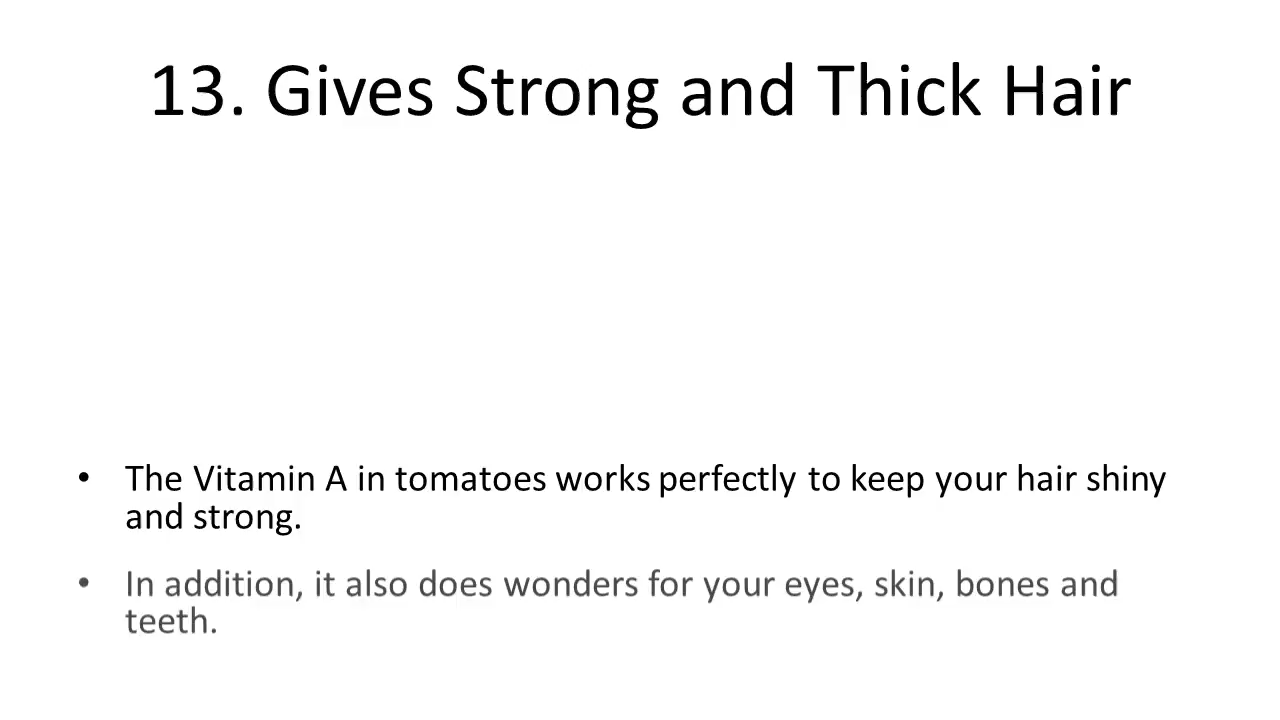 13. Gives Strong and Thick Hair
• The Vitamin A in tomatoes works perfectly to keep your hair shiny
and strong.
• In addition, it also does wonders for your eyes, skin, bones and
teeth.